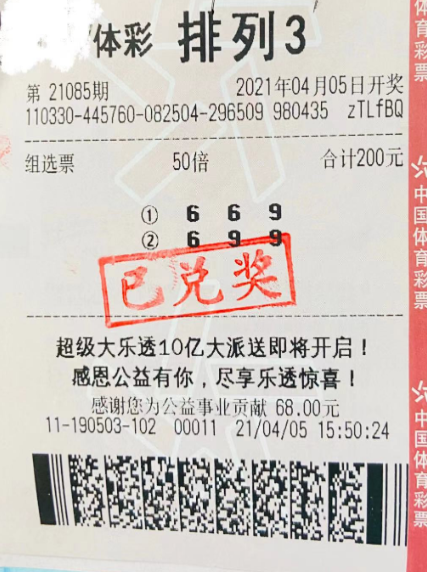 体彩 排列3
第 21085期 2021年04月05日开奖
110330-445760-082504-296509 980435 zTLfBQ
组选票 50倍 合计200元
① 6 6 9
② 6 9 9
已兑奖
超级大乐透10亿大派送即将开启！
感恩公益有你，尽享乐透惊喜！
感谢您为公益事业贡献 68.00元
11-190503-102 00011 21/04/05 15:50:24
体育彩票
中国体育彩票
中国体育彩票